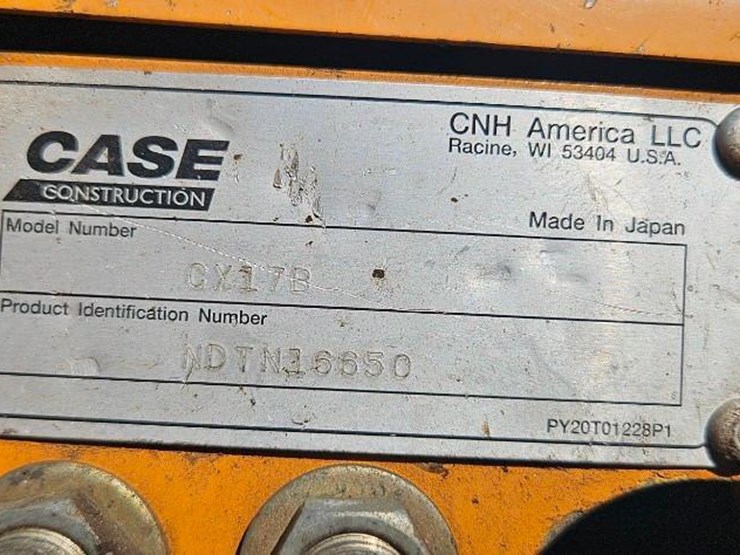 CASE
CONSTRUCTION
CNH America LLC
Racine, WI 53404 U.S.A.
Made In Japan
Model Number
CX17B
Product Identification Number
NDTN16650
PY20T01228P1